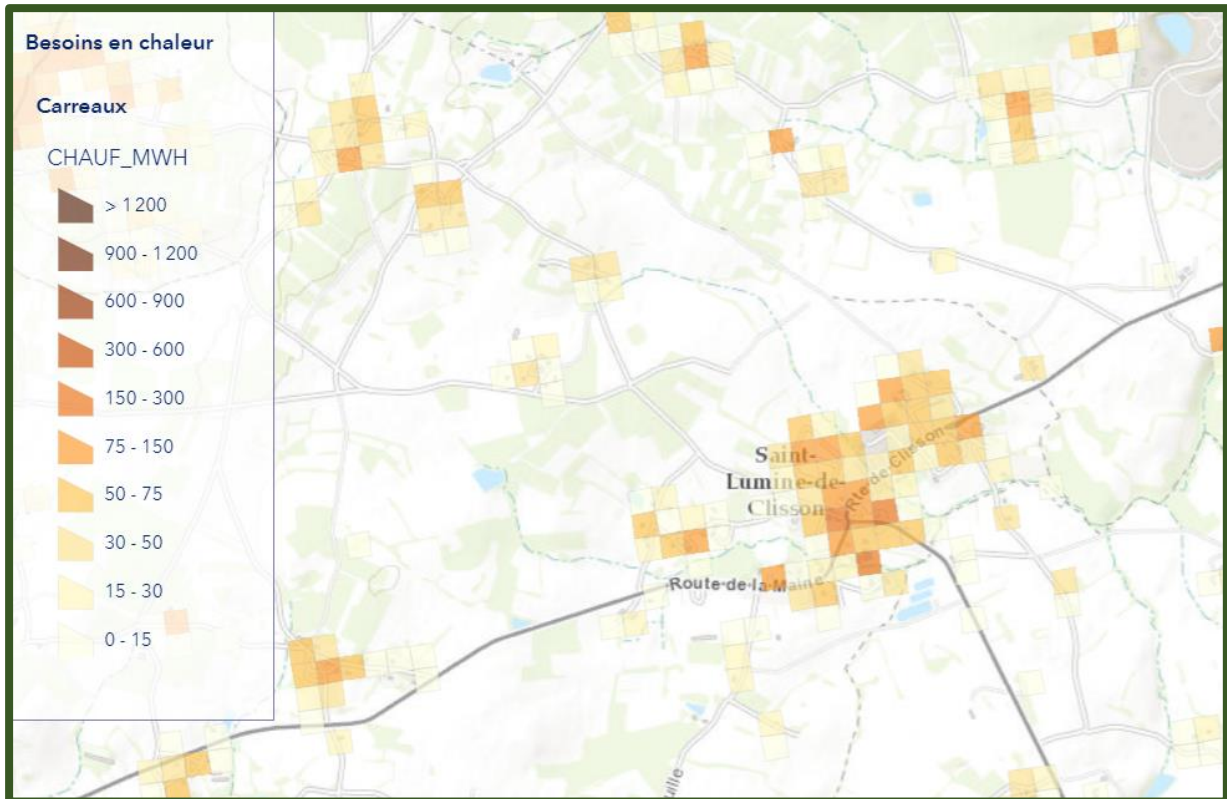 Besoins en chaleur
Carreaux
CHAUF_MWH
> 1 200
900 - 1 200
600 - 900
300 - 600
150 - 300
75 - 150
50 - 75
30 - 50
15 - 30
0 - 15
Saint-
Lumine-de-
Clisson
Rte de Clisson
Route de la Maine